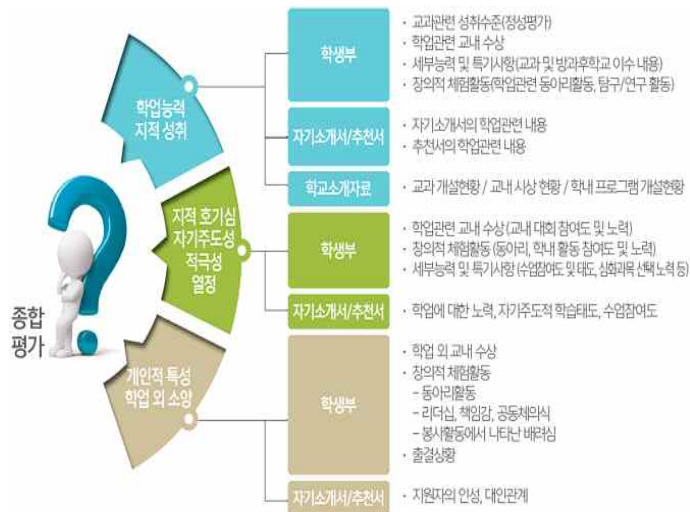 종합
평가
학업능력
지적 성취
학생부
· 교과관련 성취수준(정성평가)
· 학업관련 교내 수상
· 세부능력 및 특기사항(교과 및 방과후학교 이수 내용)
· 창의적 체험활동(학업관련 동아리활동, 탐구/연구 활동)
자기소개서/추천서
· 자기소개서의 학업관련 내용
· 추천서의 학업관련 내용
학교소개자료
· 교과 개설현황 / 교내 시상 현황 / 학내 프로그램 개설현황
지적 호기심
자기주도성
적극성
열정
학생부
· 학업관련 교내 수상 (교내 대회 참여도 및 노력)
· 창의적 체험활동 (동아리, 학내 활동 참여도 및 노력)
· 세부능력 및 특기사항 (수업참여도 및 태도, 심화과목 선택 노력 등)
자기소개서/추천서
· 학업에 대한 노력, 자기주도적 학습태도, 수업참여도
개인적 특성
학업 외 소양
학생부
· 학업 외 교내 수상
· 창의적 체험활동
– 동아리활동
– 리더십, 책임감, 공동체의식
– 봉사활동에서 나타난 배려심
· 출결상황
자기소개서/추천서
· 지원자의 인성, 대인관계